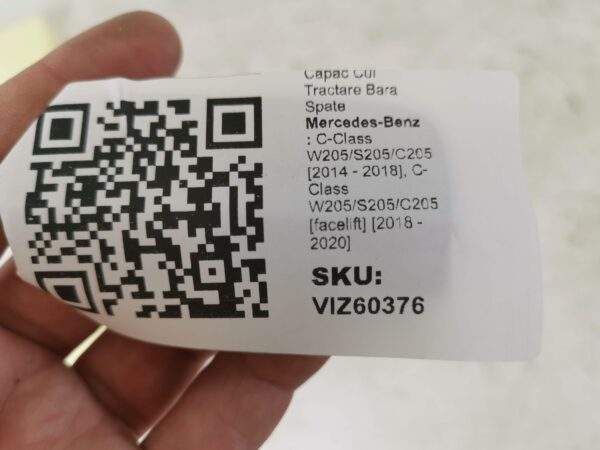 Capac Cui
Tractare Bara
Spate
Mercedes-Benz
: C-Class
W205/S205/C205
[2014 - 2018], C-
Class
W205/S205/C205
[facelift] [2018 -
2020]
SKU:
VIZ60376